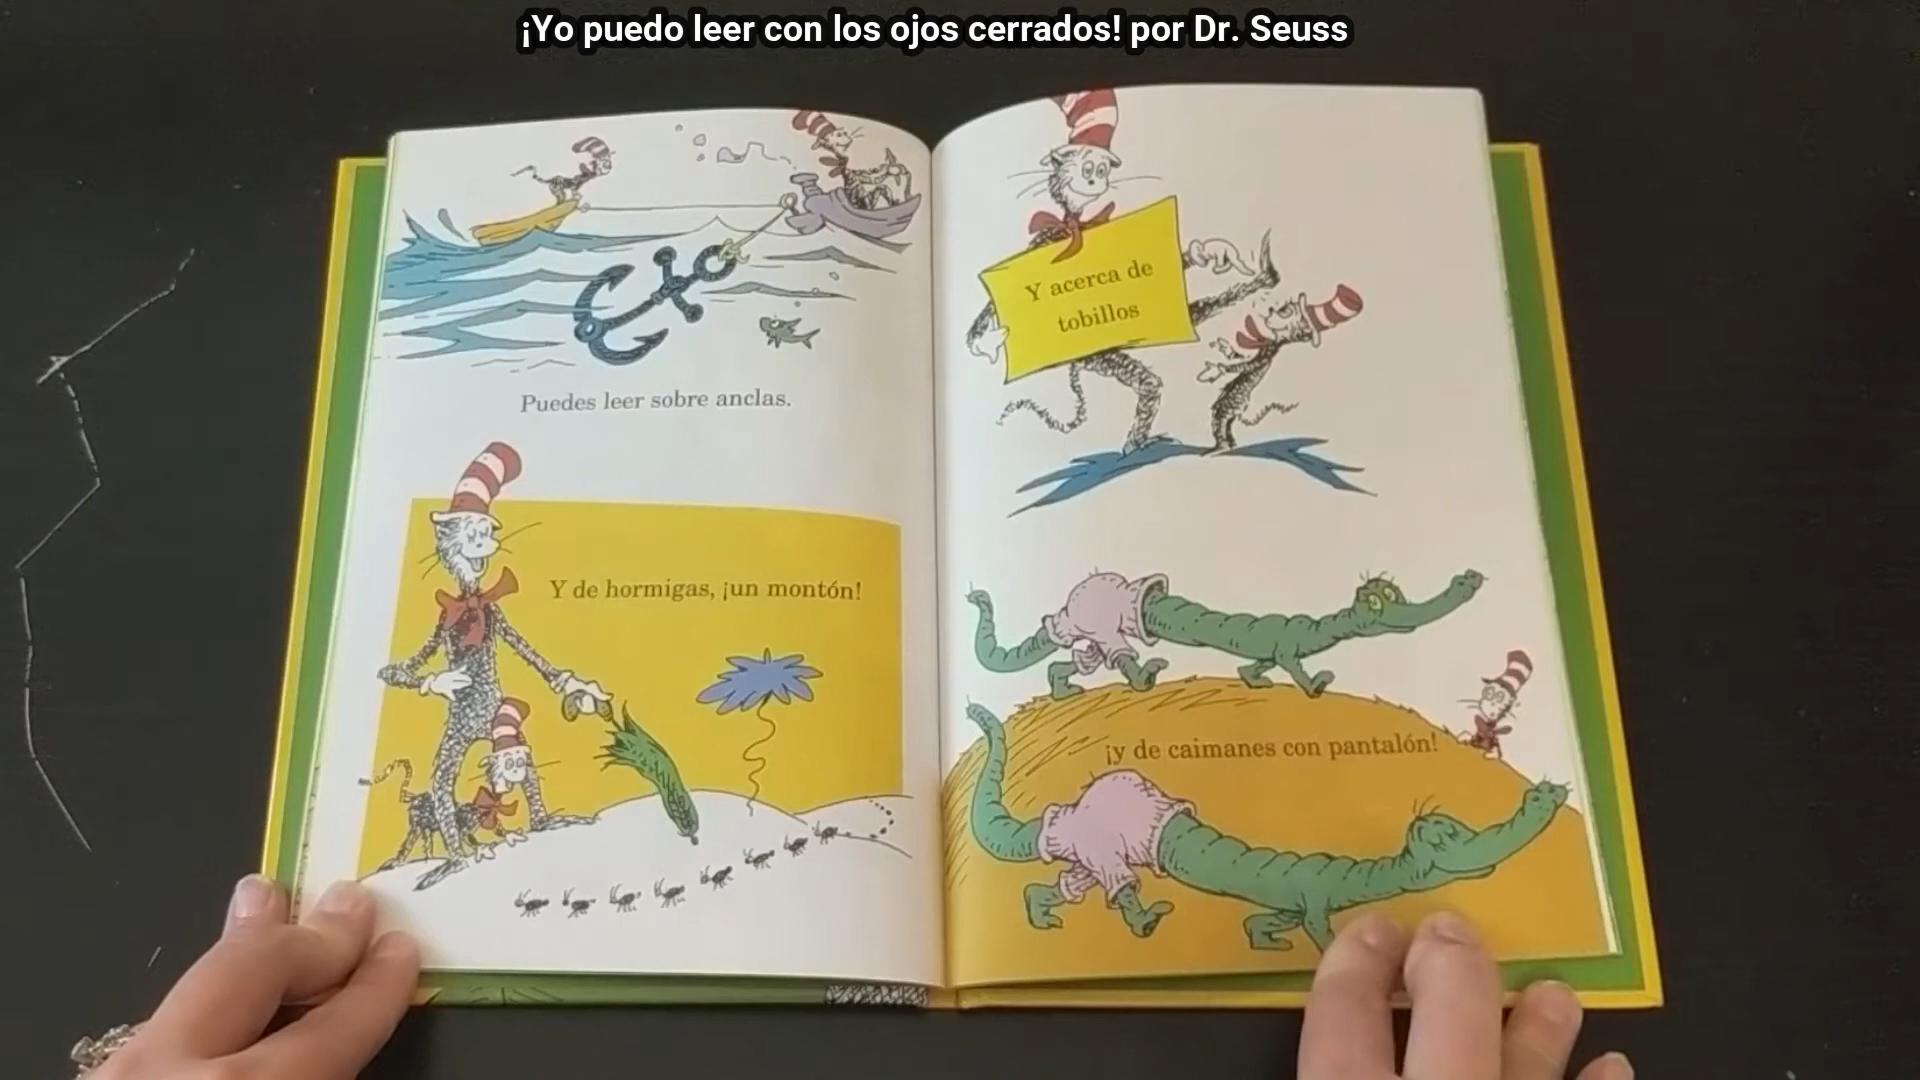 ¡Yo puedo leer con los ojos cerrados! por Dr. Seuss
Puedes leer sobre anclas.
Y de hormigas, ¡un montón!
Y acerca de
tobillos
¡y de caimanes con pantalón!